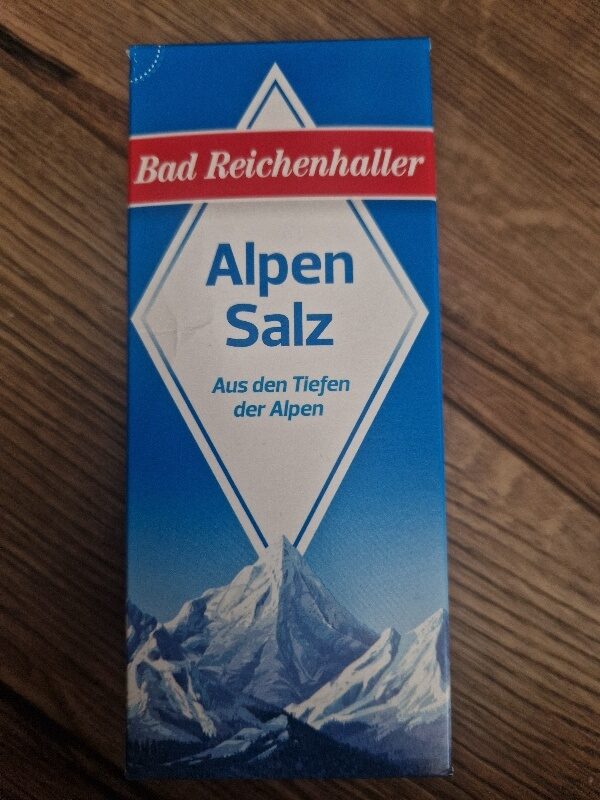 Bad Reichenhaller
Alpen
Salz
Aus den Tiefen
der Alpen